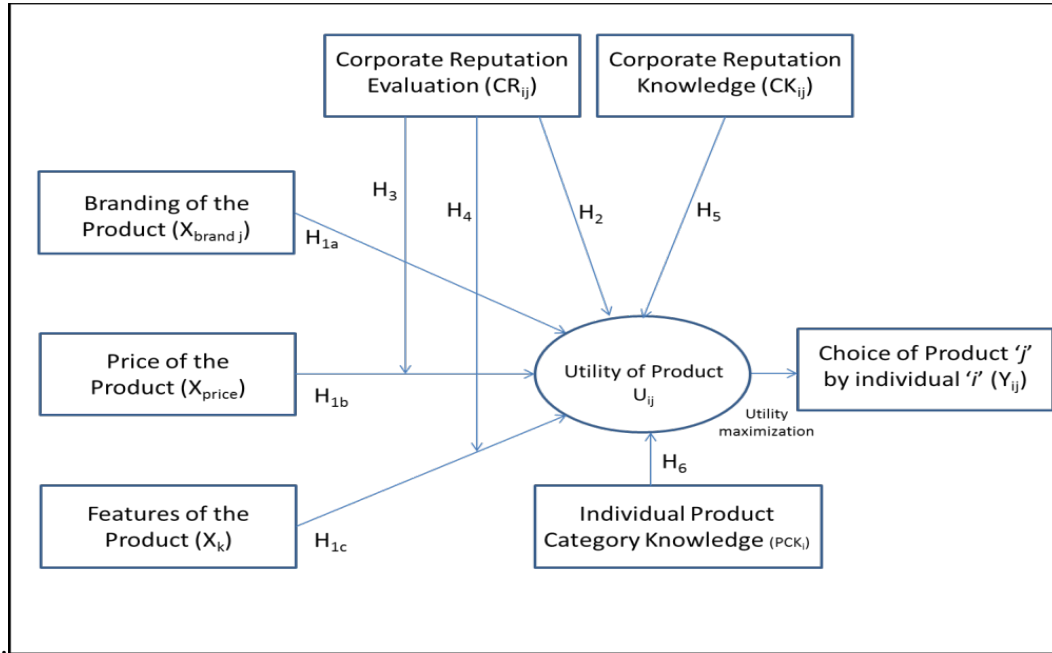 Corporate Reputation
Evaluation (CRij)
Corporate Reputation
Knowledge (CKij)
H3
H4
H2
H5
Branding of the
Product (Xbrand j)
H1a
Price of the
Product (Xprice)
H1b
Utility of Product
Uij
Choice of Product ‘j’
by individual ‘i’ (Yij)
Utility
maximization
H6
Features of the
Product (Xk)
H1c
Individual Product
Category Knowledge (PCKi)
.